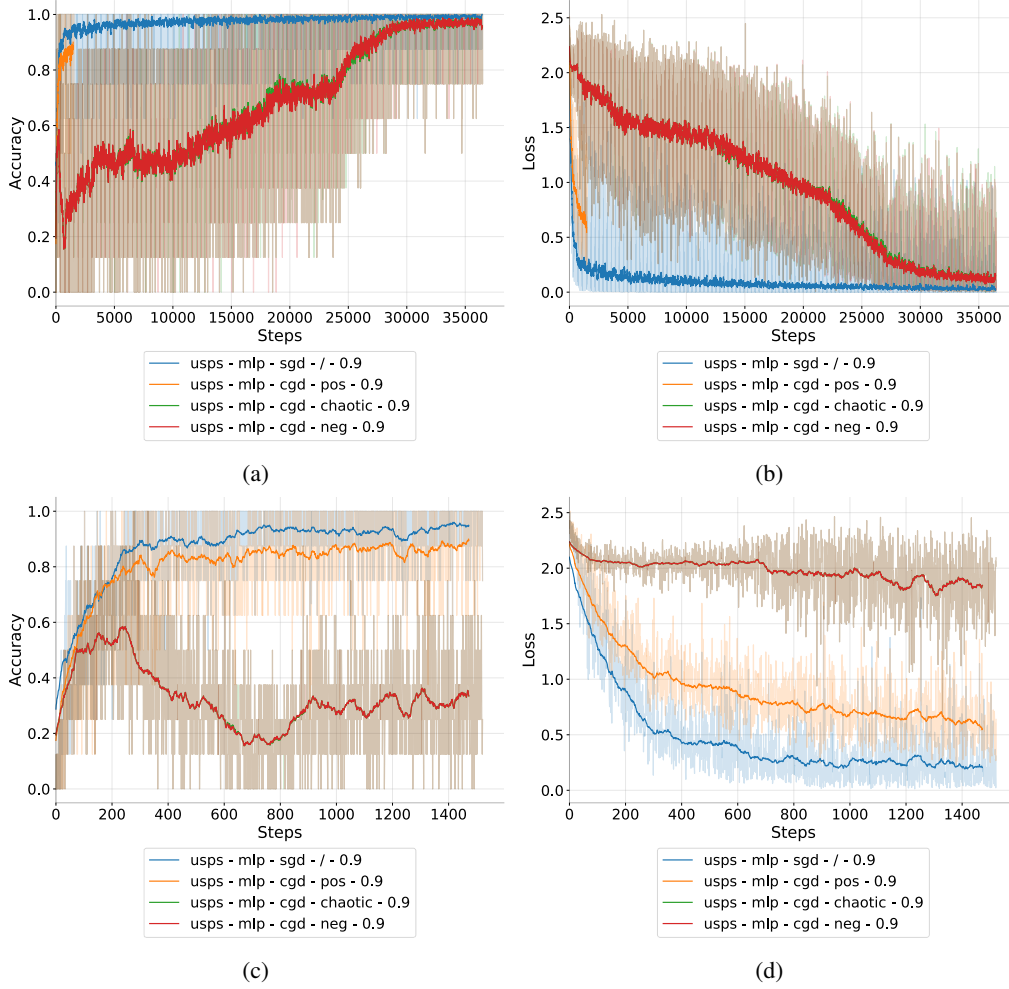 1.0
0.8
0.6
0.4
0.2
0.0
Accuracy
0 5000 10000 15000 20000 25000 30000 35000
Steps
usps - mlp - sgd - / - 0.9
usps - mlp - cgd - pos - 0.9
usps - mlp - cgd - chaotic - 0.9
usps - mlp - cgd - neg - 0.9
(a)
2.5
2.0
1.5
1.0
0.5
0.0
Loss
0 5000 10000 15000 20000 25000 30000 35000
Steps
usps - mlp - sgd - / - 0.9
usps - mlp - cgd - pos - 0.9
usps - mlp - cgd - chaotic - 0.9
usps - mlp - cgd - neg - 0.9
(b)
1.0
0.8
0.6
0.4
0.2
0.0
Accuracy
0 200 400 600 800 1000 1200 1400
Steps
usps - mlp - sgd - / - 0.9
usps - mlp - cgd - pos - 0.9
usps - mlp - cgd - chaotic - 0.9
usps - mlp - cgd - neg - 0.9
(c)
2.5
2.0
1.5
1.0
0.5
0.0
Loss
0 200 400 600 800 1000 1200 1400
Steps
usps - mlp - sgd - / - 0.9
usps - mlp - cgd - pos - 0.9
usps - mlp - cgd - chaotic - 0.9
usps - mlp - cgd - neg - 0.9
(d)